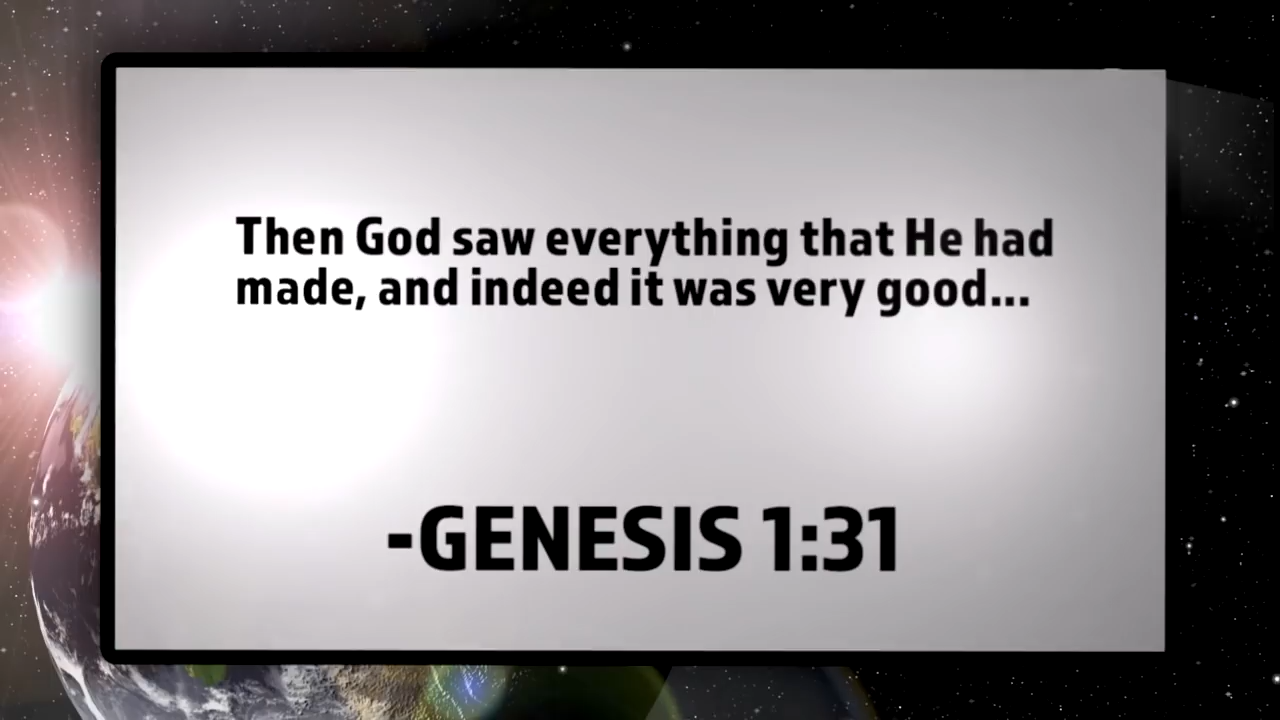 Then God saw everything that He had
made, and indeed it was very good...
-GENESIS 1:31